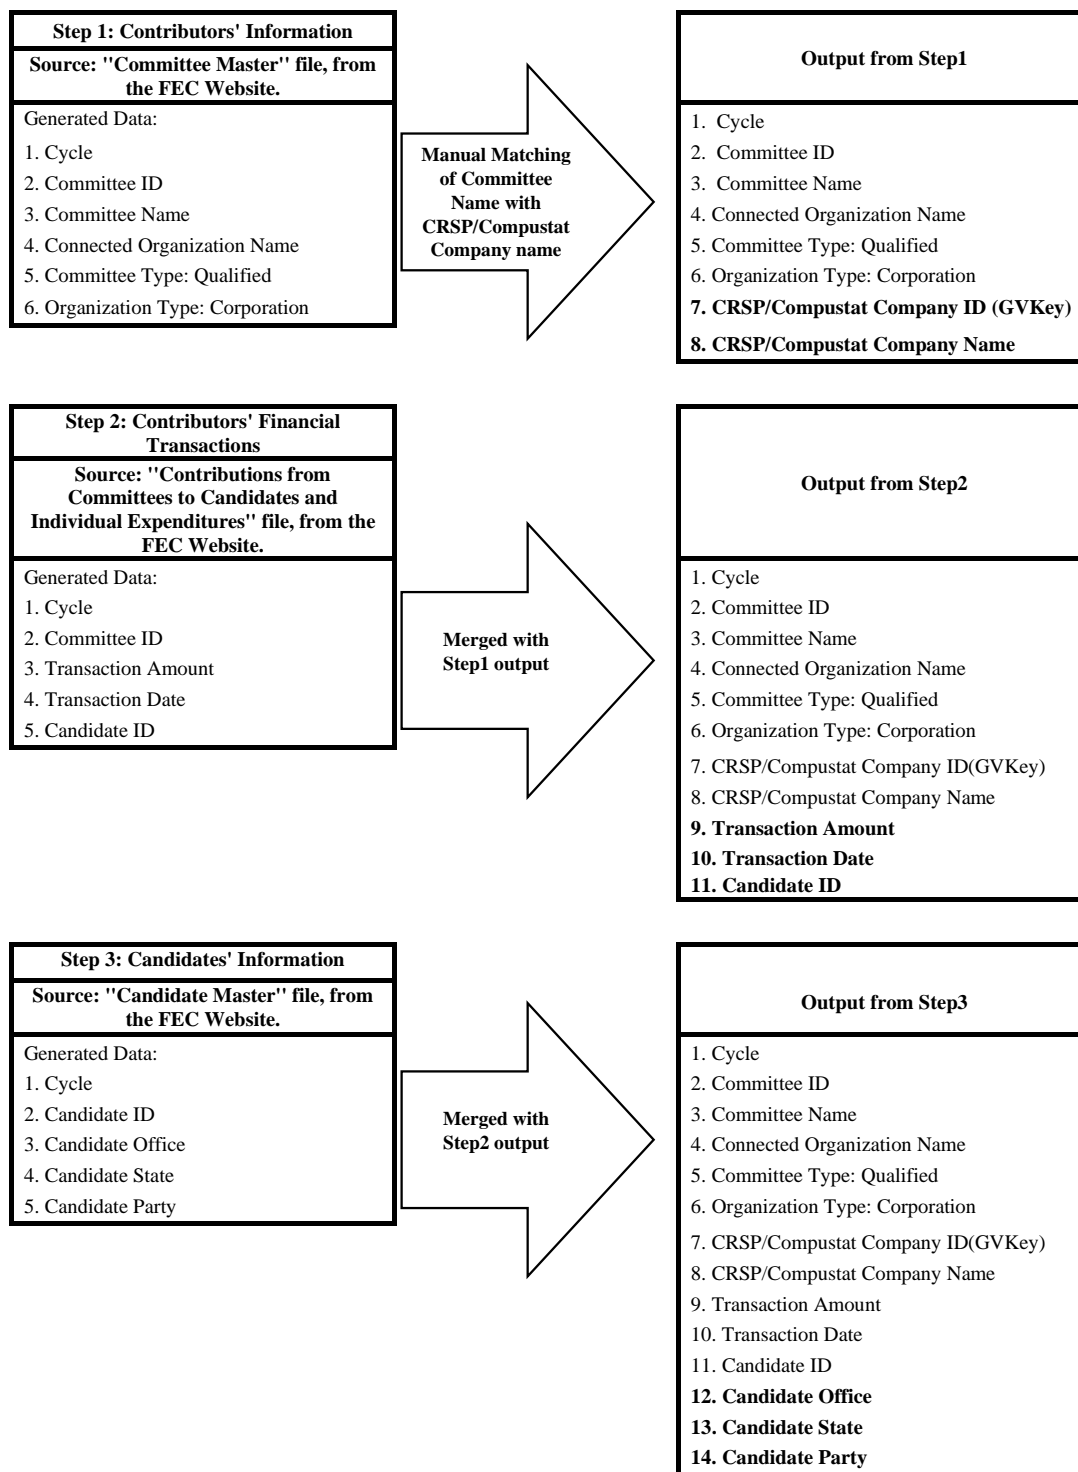 Step 1: Contributors' Information
Source: "Committee Master" file, from
the FEC Website.
Generated Data:
1. Cycle
2. Committee ID
3. Committee Name
4. Connected Organization Name
5. Committee Type: Qualified
6. Organization Type: Corporation
Manual Matching
of Committee
Name with
CRSP/Compustat
Company name
Output from Step1
1. Cycle
2. Committee ID
3. Committee Name
4. Connected Organization Name
5. Committee Type: Qualified
6. Organization Type: Corporation
7. CRSP/Compustat Company ID (GVKey)
8. CRSP/Compustat Company Name
Step 2: Contributors' Financial
Transactions
Source: "Contributions from
Committees to Candidates and
Individual Expenditures" file, from the
FEC Website.
Generated Data:
1. Cycle
2. Committee ID
3. Transaction Amount
4. Transaction Date
5. Candidate ID
Merged with
Step1 output
Output from Step2
1. Cycle
2. Committee ID
3. Committee Name
4. Connected Organization Name
5. Committee Type: Qualified
6. Organization Type: Corporation
7. CRSP/Compustat Company ID(GVKey)
8. CRSP/Compustat Company Name
9. Transaction Amount
10. Transaction Date
11. Candidate ID
Step 3: Candidates' Information
Source: "Candidate Master" file, from
the FEC Website.
Generated Data:
1. Cycle
2. Candidate ID
3. Candidate Office
4. Candidate State
5. Candidate Party
Merged with
Step2 output
Output from Step3
1. Cycle
2. Committee ID
3. Committee Name
4. Connected Organization Name
5. Committee Type: Qualified
6. Organization Type: Corporation
7. CRSP/Compustat Company ID(GVKey)
8. CRSP/Compustat Company Name
9. Transaction Amount
10. Transaction Date
11. Candidate ID
12. Candidate Office
13. Candidate State
14. Candidate Party